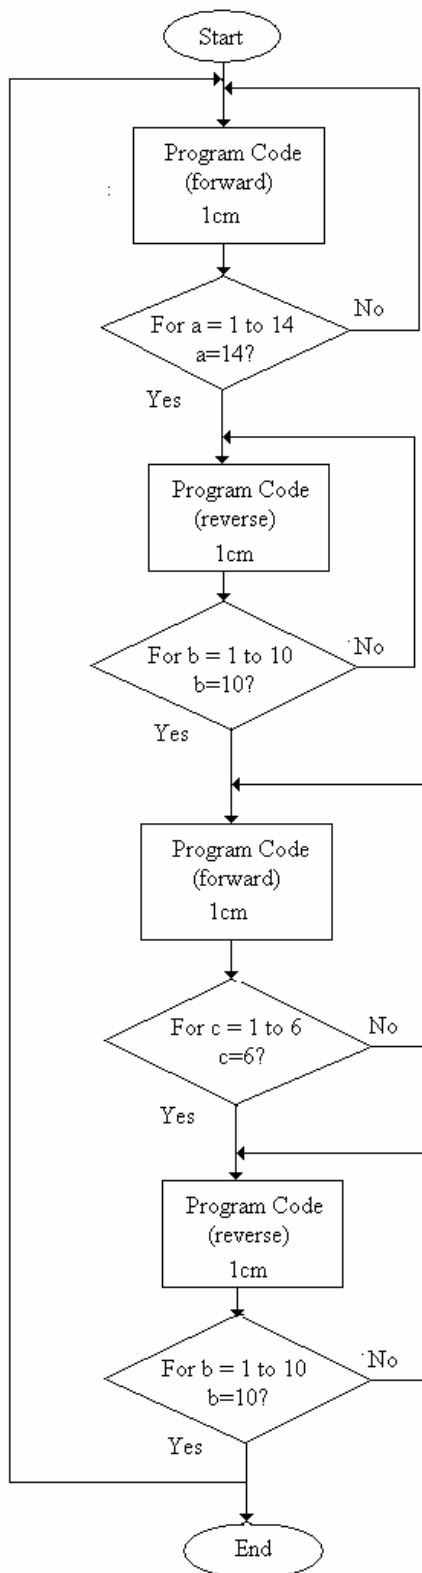 Start
Program Code
(forward)
1cm
:
For a = 1 to 14
a=14?
No
Yes
Program Code
(reverse)
1cm
For b = 1 to 10
b=10?
No
Yes
Program Code
(forward)
1cm
For c = 1 to 6
c=6?
No
Yes
Program Code
(reverse)
1cm
For b = 1 to 10
b=10?
No
Yes
End